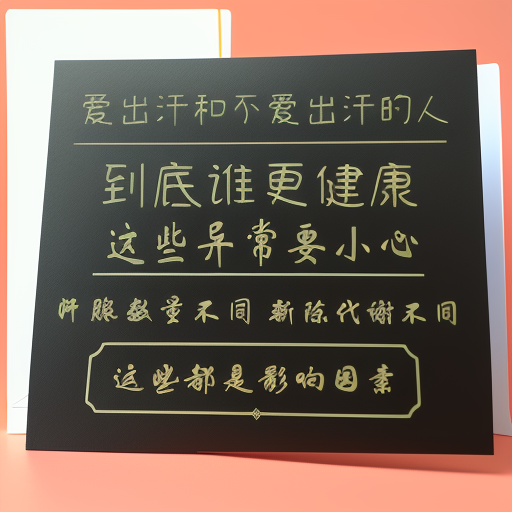 爱出汗和不爱出汗的人
到底谁更健康
这些异常要小心
汗腺数量不同 新陈代谢不同
这些都是影响因素